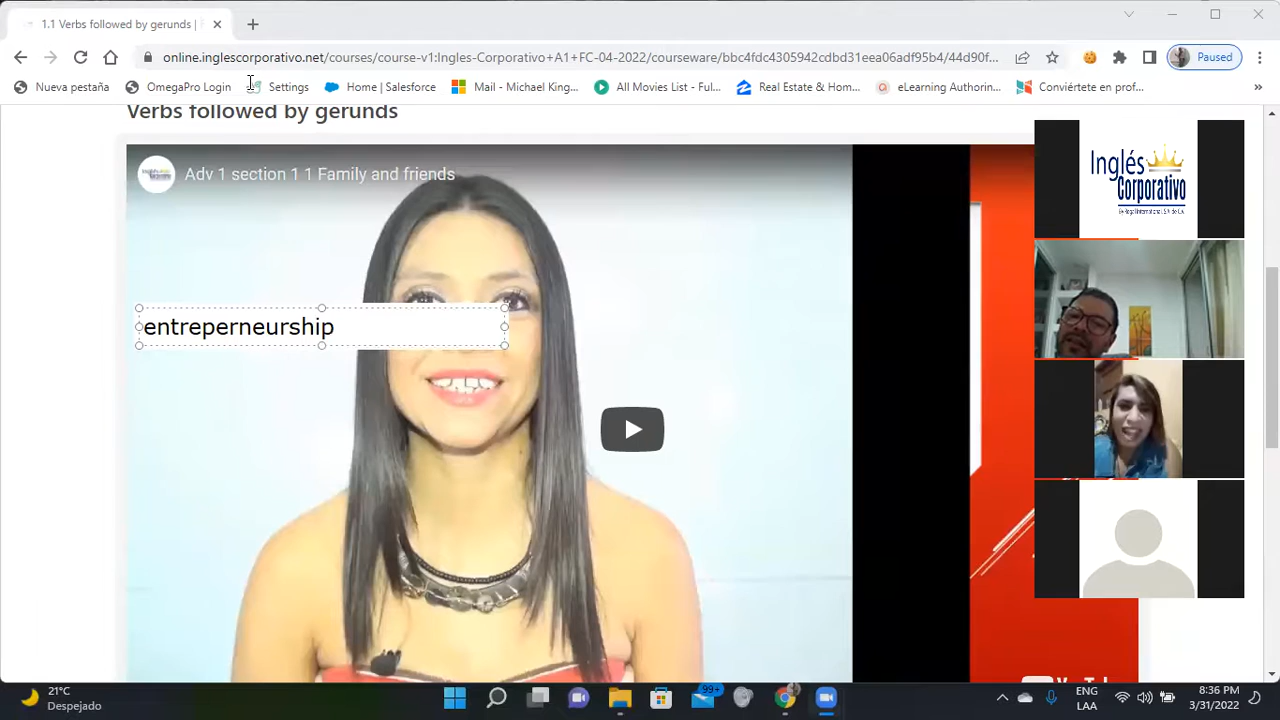 1.1 Verbs followed by gerunds |
online.inglescorporativo.net/courses/course-v1:Ingles-Corporativo+A1+FC-04-2022/courseware/bbc4fdc4305942cdbd31eea06adf95b4/44d90f...
Paused
Nueva pestaña
OmegaPro Login
Settings
Home | Salesforce
Mail - Michael King...
All Movies List - Ful...
Real Estate & Hom...
eLearning Authorin...
Conviértete en prof...
»
Verbs followed by gerunds
Adv 1 section 1 1 Family and friends
Inglés
Corporativo
entreperneurship
YouTube
21°C
Despejado
99+
ENG
LAA
8:36 PM
3/31/2022